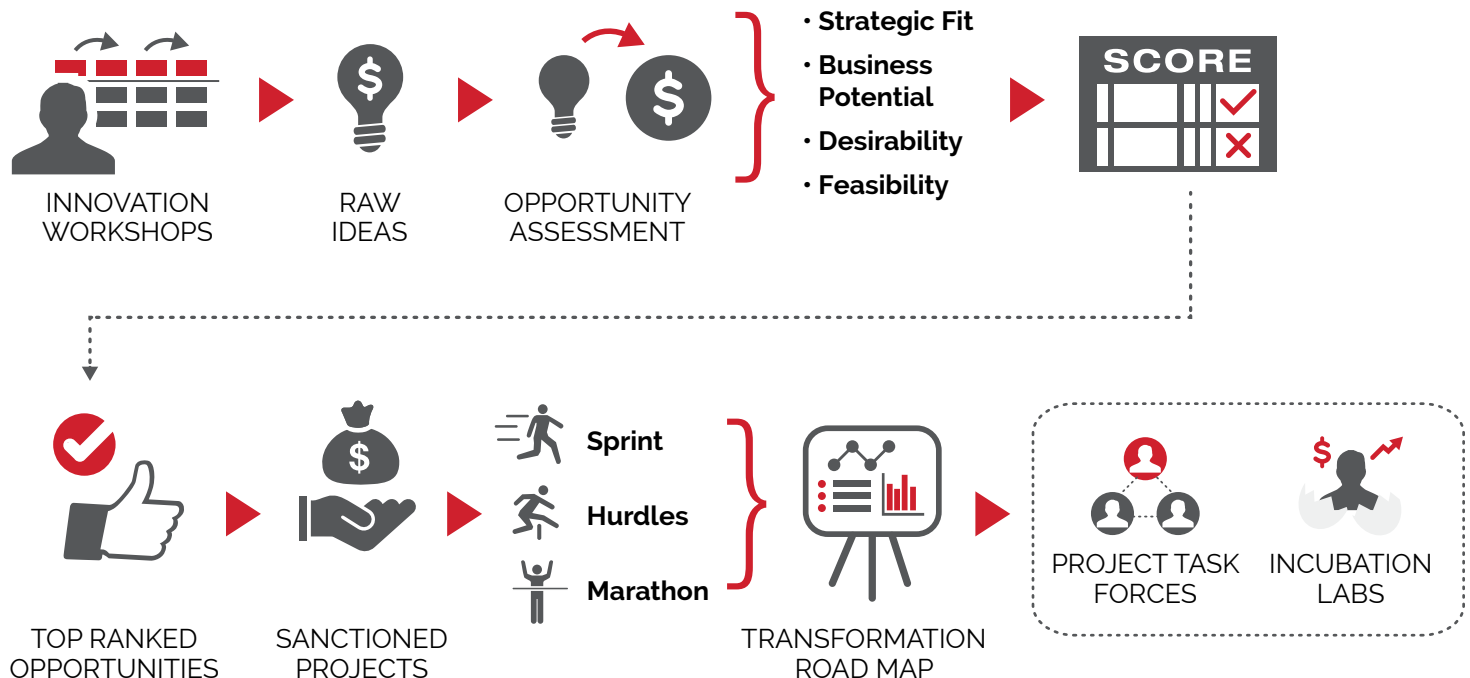 • Strategic Fit
• Business
Potential
• Desirability
• Feasibility
SCORE
$
$
INNOVATION
WORKSHOPS
RAW
IDEAS
OPPORTUNITY
ASSESSMENT
$
Sprint
Hurdles
Marathon
$
TOP RANKED
OPPORTUNITIES
SANCTIONED
PROJECTS
TRANSFORMATION
ROAD MAP
PROJECT TASK
FORCES
INCUBATION
LABS